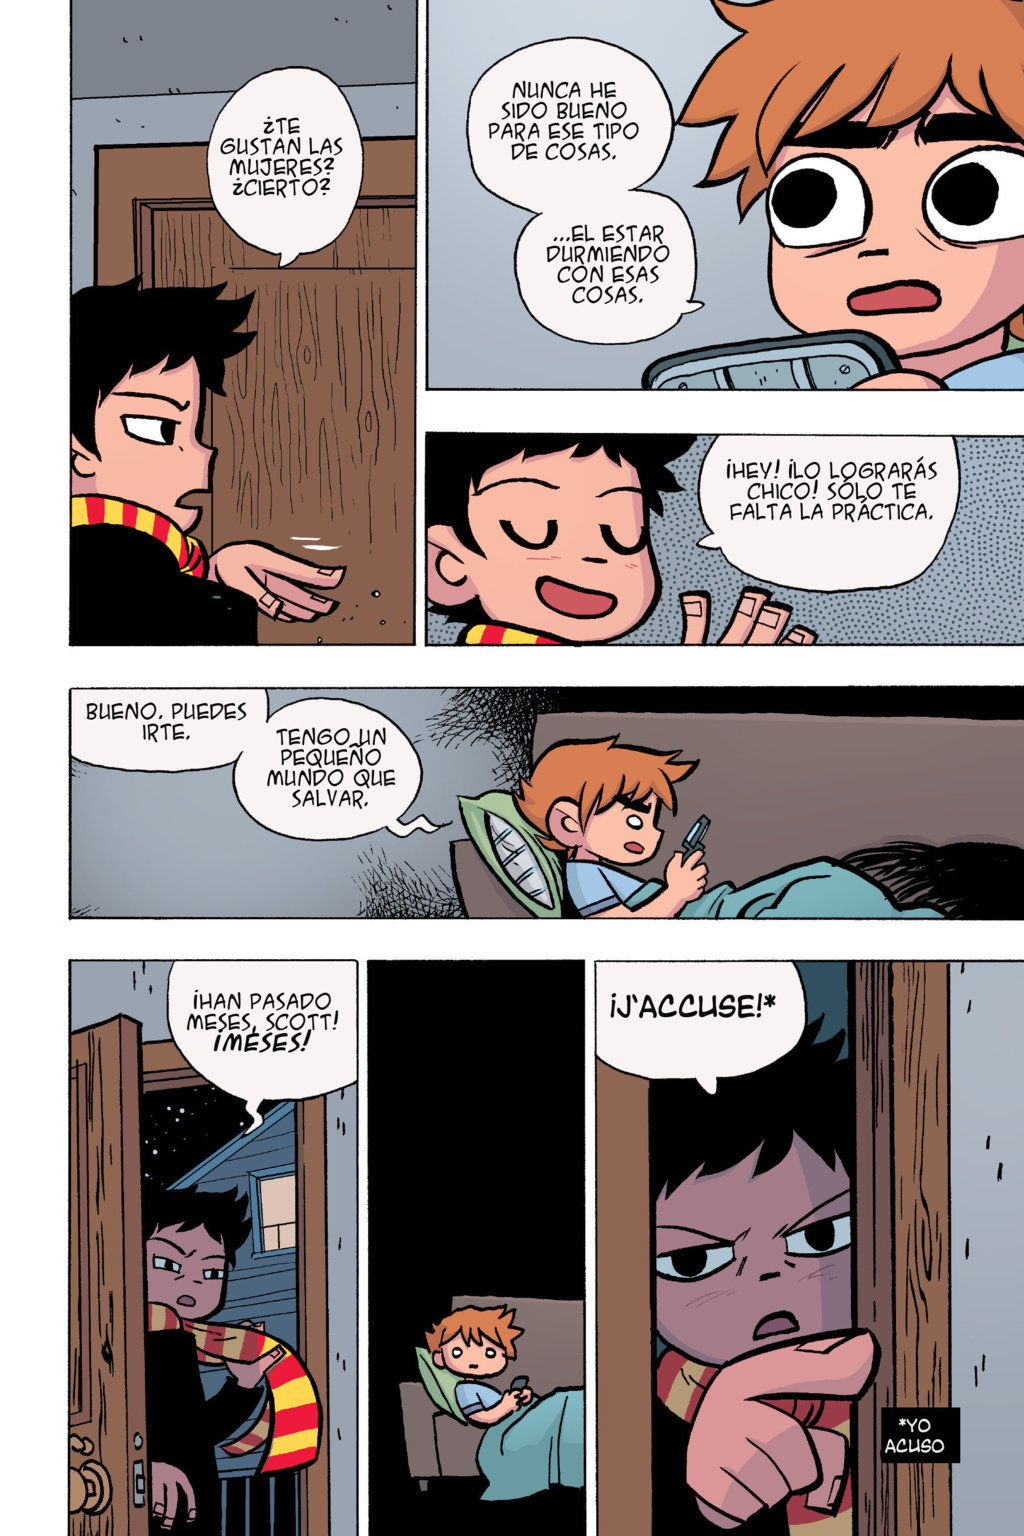 ¿TE
GUSTAN LAS
MUJERES?
¿CIERTO?
NUNCA HE
SIDO BUENO
PARA ESE TIPO
DE COSAS.
...EL ESTAR
DURMIENDO
CON ESAS
COSAS.
¡HEY! ¡LO LOGRARÁS
CHICO! SÓLO TE
FALTA LA PRÁCTICA.
BUENO. PUEDES
IRTE.
TENGO UN
PEQUEÑO
MUNDO QUE
SALVAR.
¡HAN PASADO
MESES, SCOTT!
¡MESES!
¡J'ACCUSE!*
*YO
ACUSO